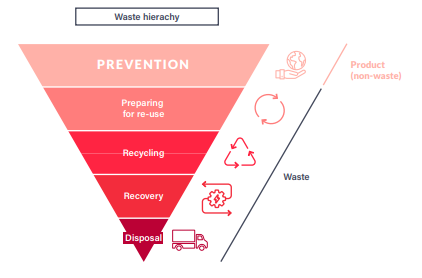 Waste hierachy
PREVENTION
Product
(non-waste)
Preparing
for re-use
Recycling
Waste
Recovery
Disposal